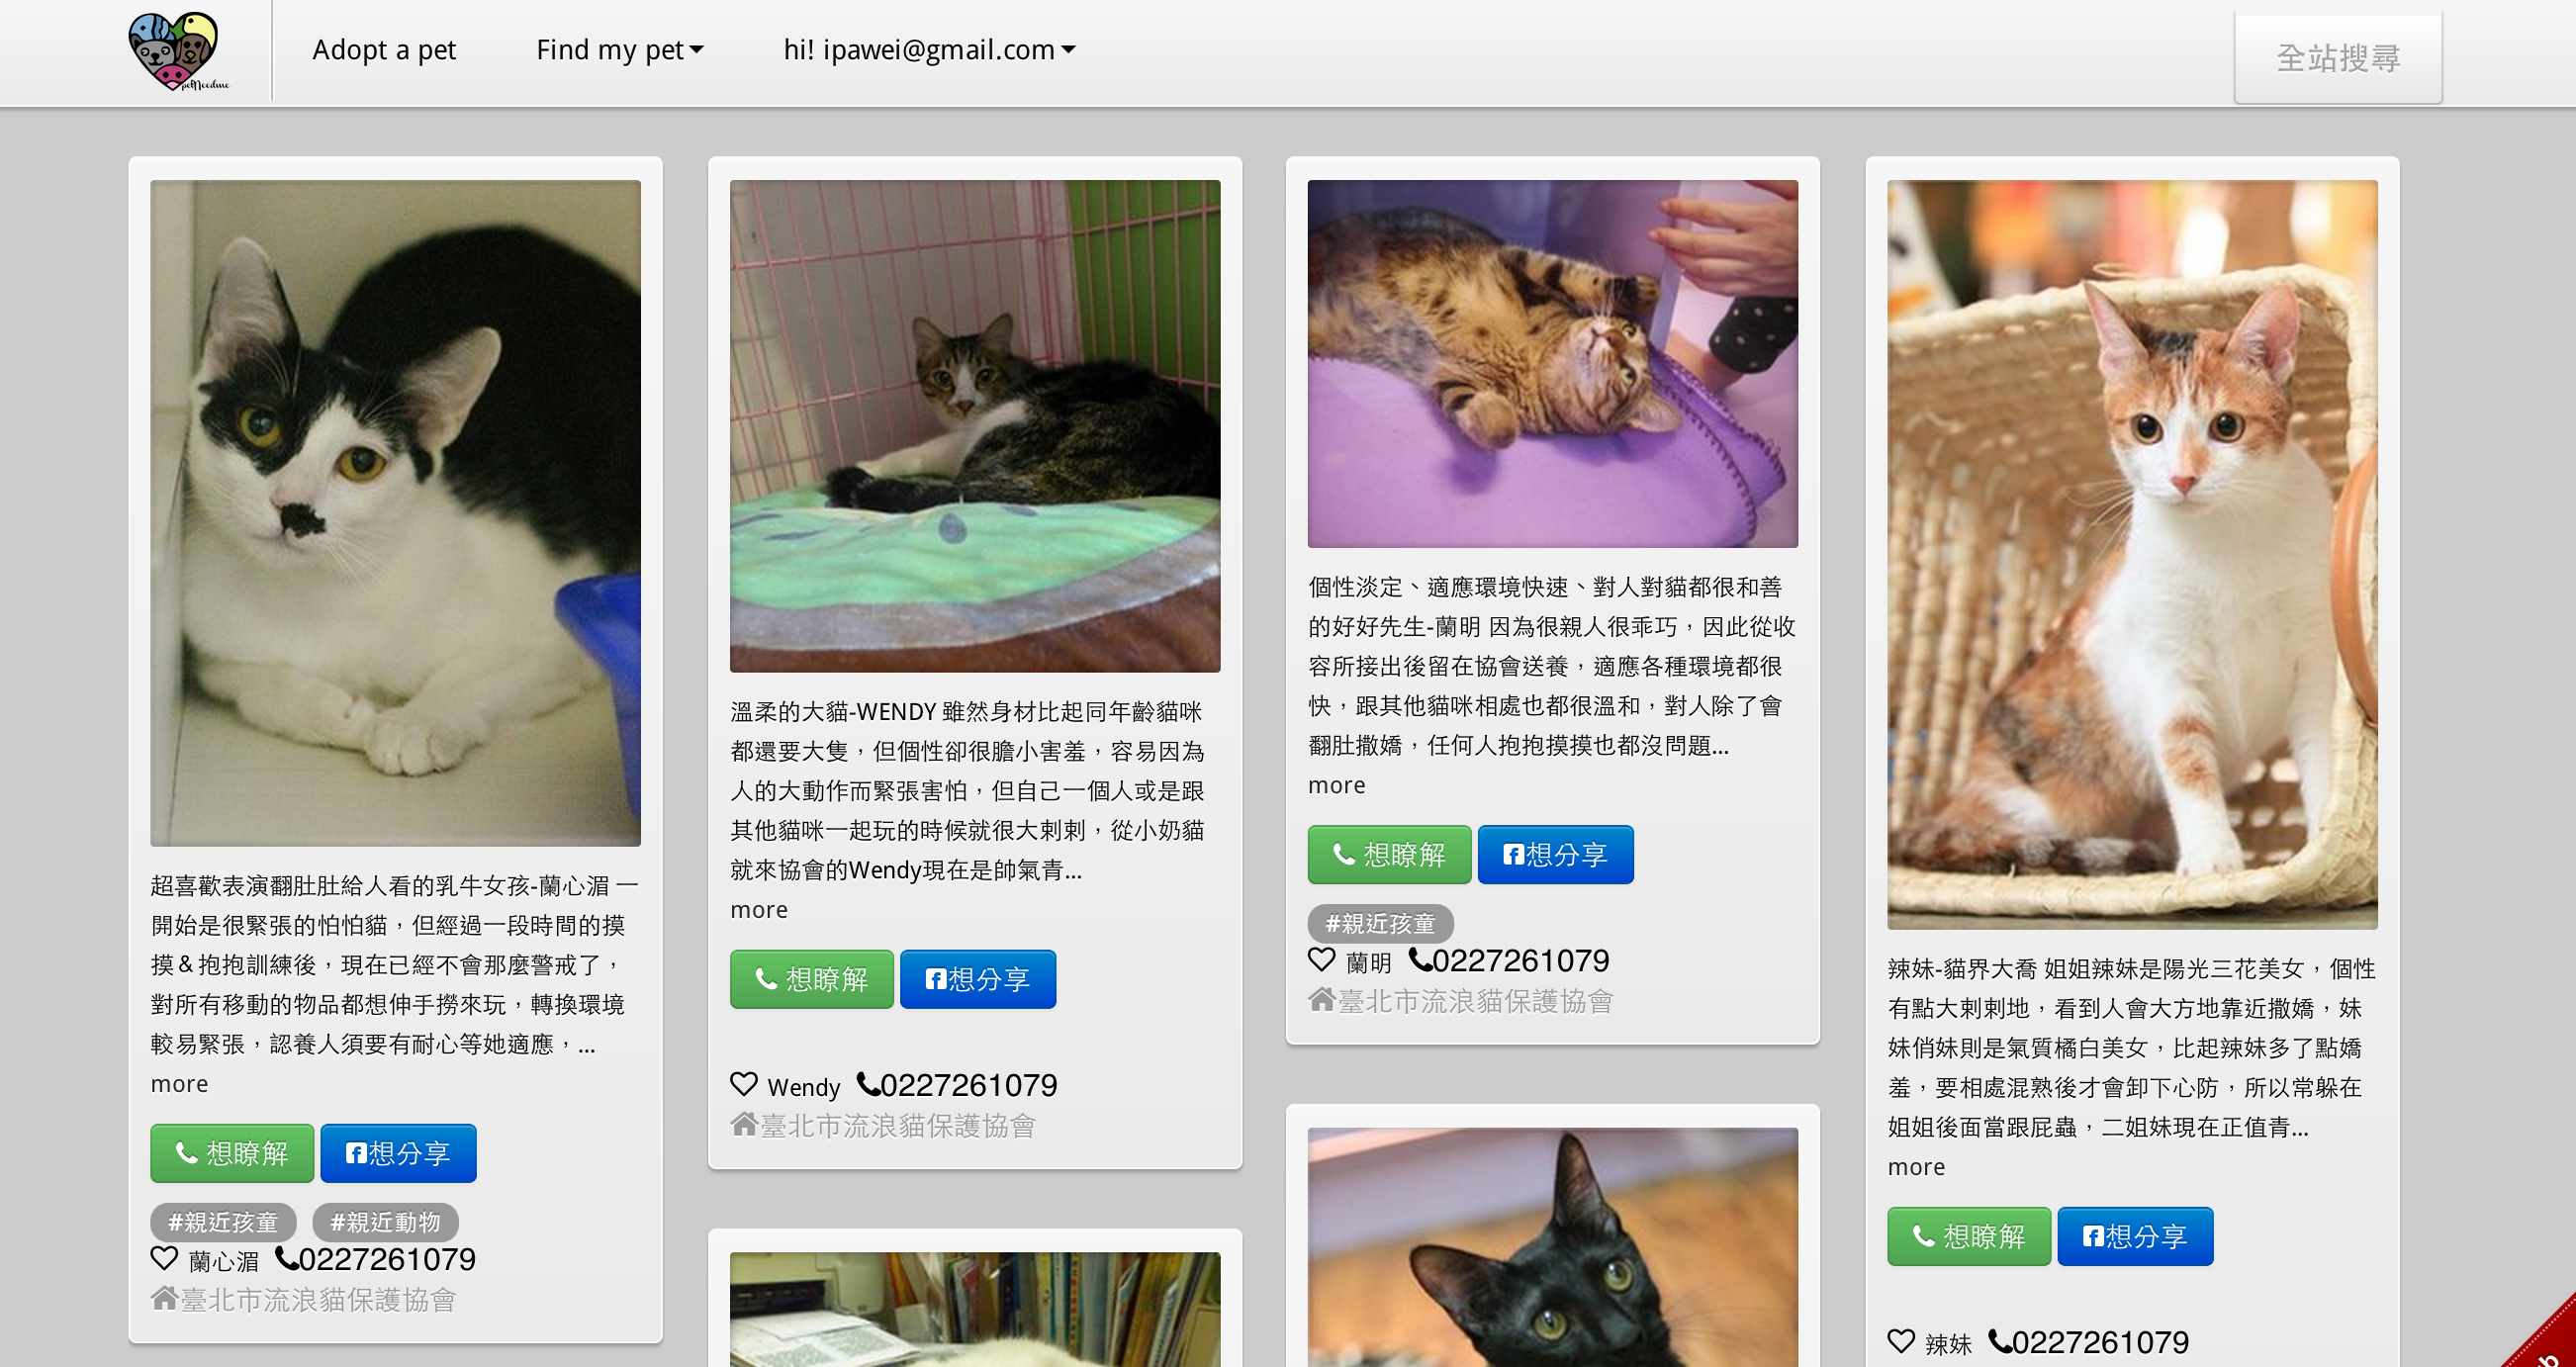 petNeedme
Adopt a pet
Find my pet
hi! ipawei@gmail.com
全站搜尋
超喜歡表演翻肚肚給人看的乳牛女孩-蘭心湄 一
開始是很緊張的怕怕貓，但經過一段時間的摸
摸＆抱抱訓練後，現在已經不會那麼警戒了，
對所有移動的物品都想伸手撈來玩，轉換環境
較易緊張，認養人須要有耐心等她適應，...
more
想瞭解
想分享
#親近孩童
#親近動物
蘭心湄 0227261079
臺北市流浪貓保護協會
溫柔的大貓-WENDY 雖然身材比起同年齡貓咪
都還要大隻，但個性卻很膽小害羞，容易因為
人的大動作而緊張害怕，但自己一個人或是跟
其他貓咪一起玩的時候就很大剌剌，從小奶貓
就來協會的Wendy現在是帥氣青...
more
想瞭解
想分享
Wendy 0227261079
臺北市流浪貓保護協會
個性淡定、適應環境快速、對人對貓都很和善
的好好先生-蘭明 因為很親人很乖巧，因此從收
容所接出後留在協會送養，適應各種環境都很
快，跟其他貓咪相處也都很溫和，對人除了會
翻肚撒嬌，任何人抱抱摸摸也都沒問題...
more
想瞭解
想分享
#親近孩童
蘭明 0227261079
臺北市流浪貓保護協會
辣妹-貓界大喬 姐姐辣妹是陽光三花美女，個性
有點大剌剌地，看到人會大方地靠近撒嬌，妹
妹俏妹則是氣質橘白美女，比起辣妹多了點嬌
羞，要相處混熟後才會卸下心防，所以常躲在
姐姐後面當跟屁蟲，二姐妹現在正值青...
more
想瞭解
想分享
辣妹 0227261079